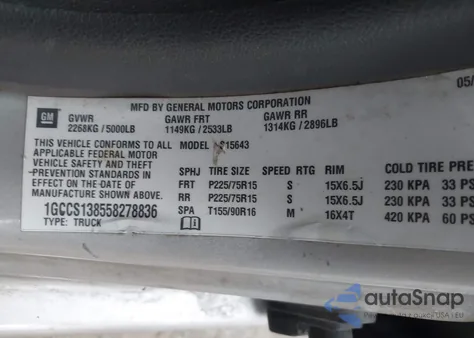 05/
MFD BY GENERAL MOTORS CORPORATION
GM GVWR GAWR FRT GAWR RR
2268KG / 5000LB 1149KG / 2533LB 1314KG / 2896LB
THIS VEHICLE CONFORMS TO ALL MODEL 15643
APPLICABLE FEDERAL MOTOR
VEHICLE SAFETY AND THEFT SPHJ TIRE SIZE SPEED RTG RIM COLD TIRE PRE
PREVENTION STANDARDS IN FRT P225/75R15 S 15X6.5J 230 KPA 33 PS
EFFECT ON THE DATE OF RR P225/75R15 S 15X6.5J 230 KPA 33 PS
MANUFACTURE SHOWN ABOVE. SPA T155/90R16 M 16X4T 420 KPA 60 PS
1GCCS138558278836
TYPE: TRUCK
autoSnap